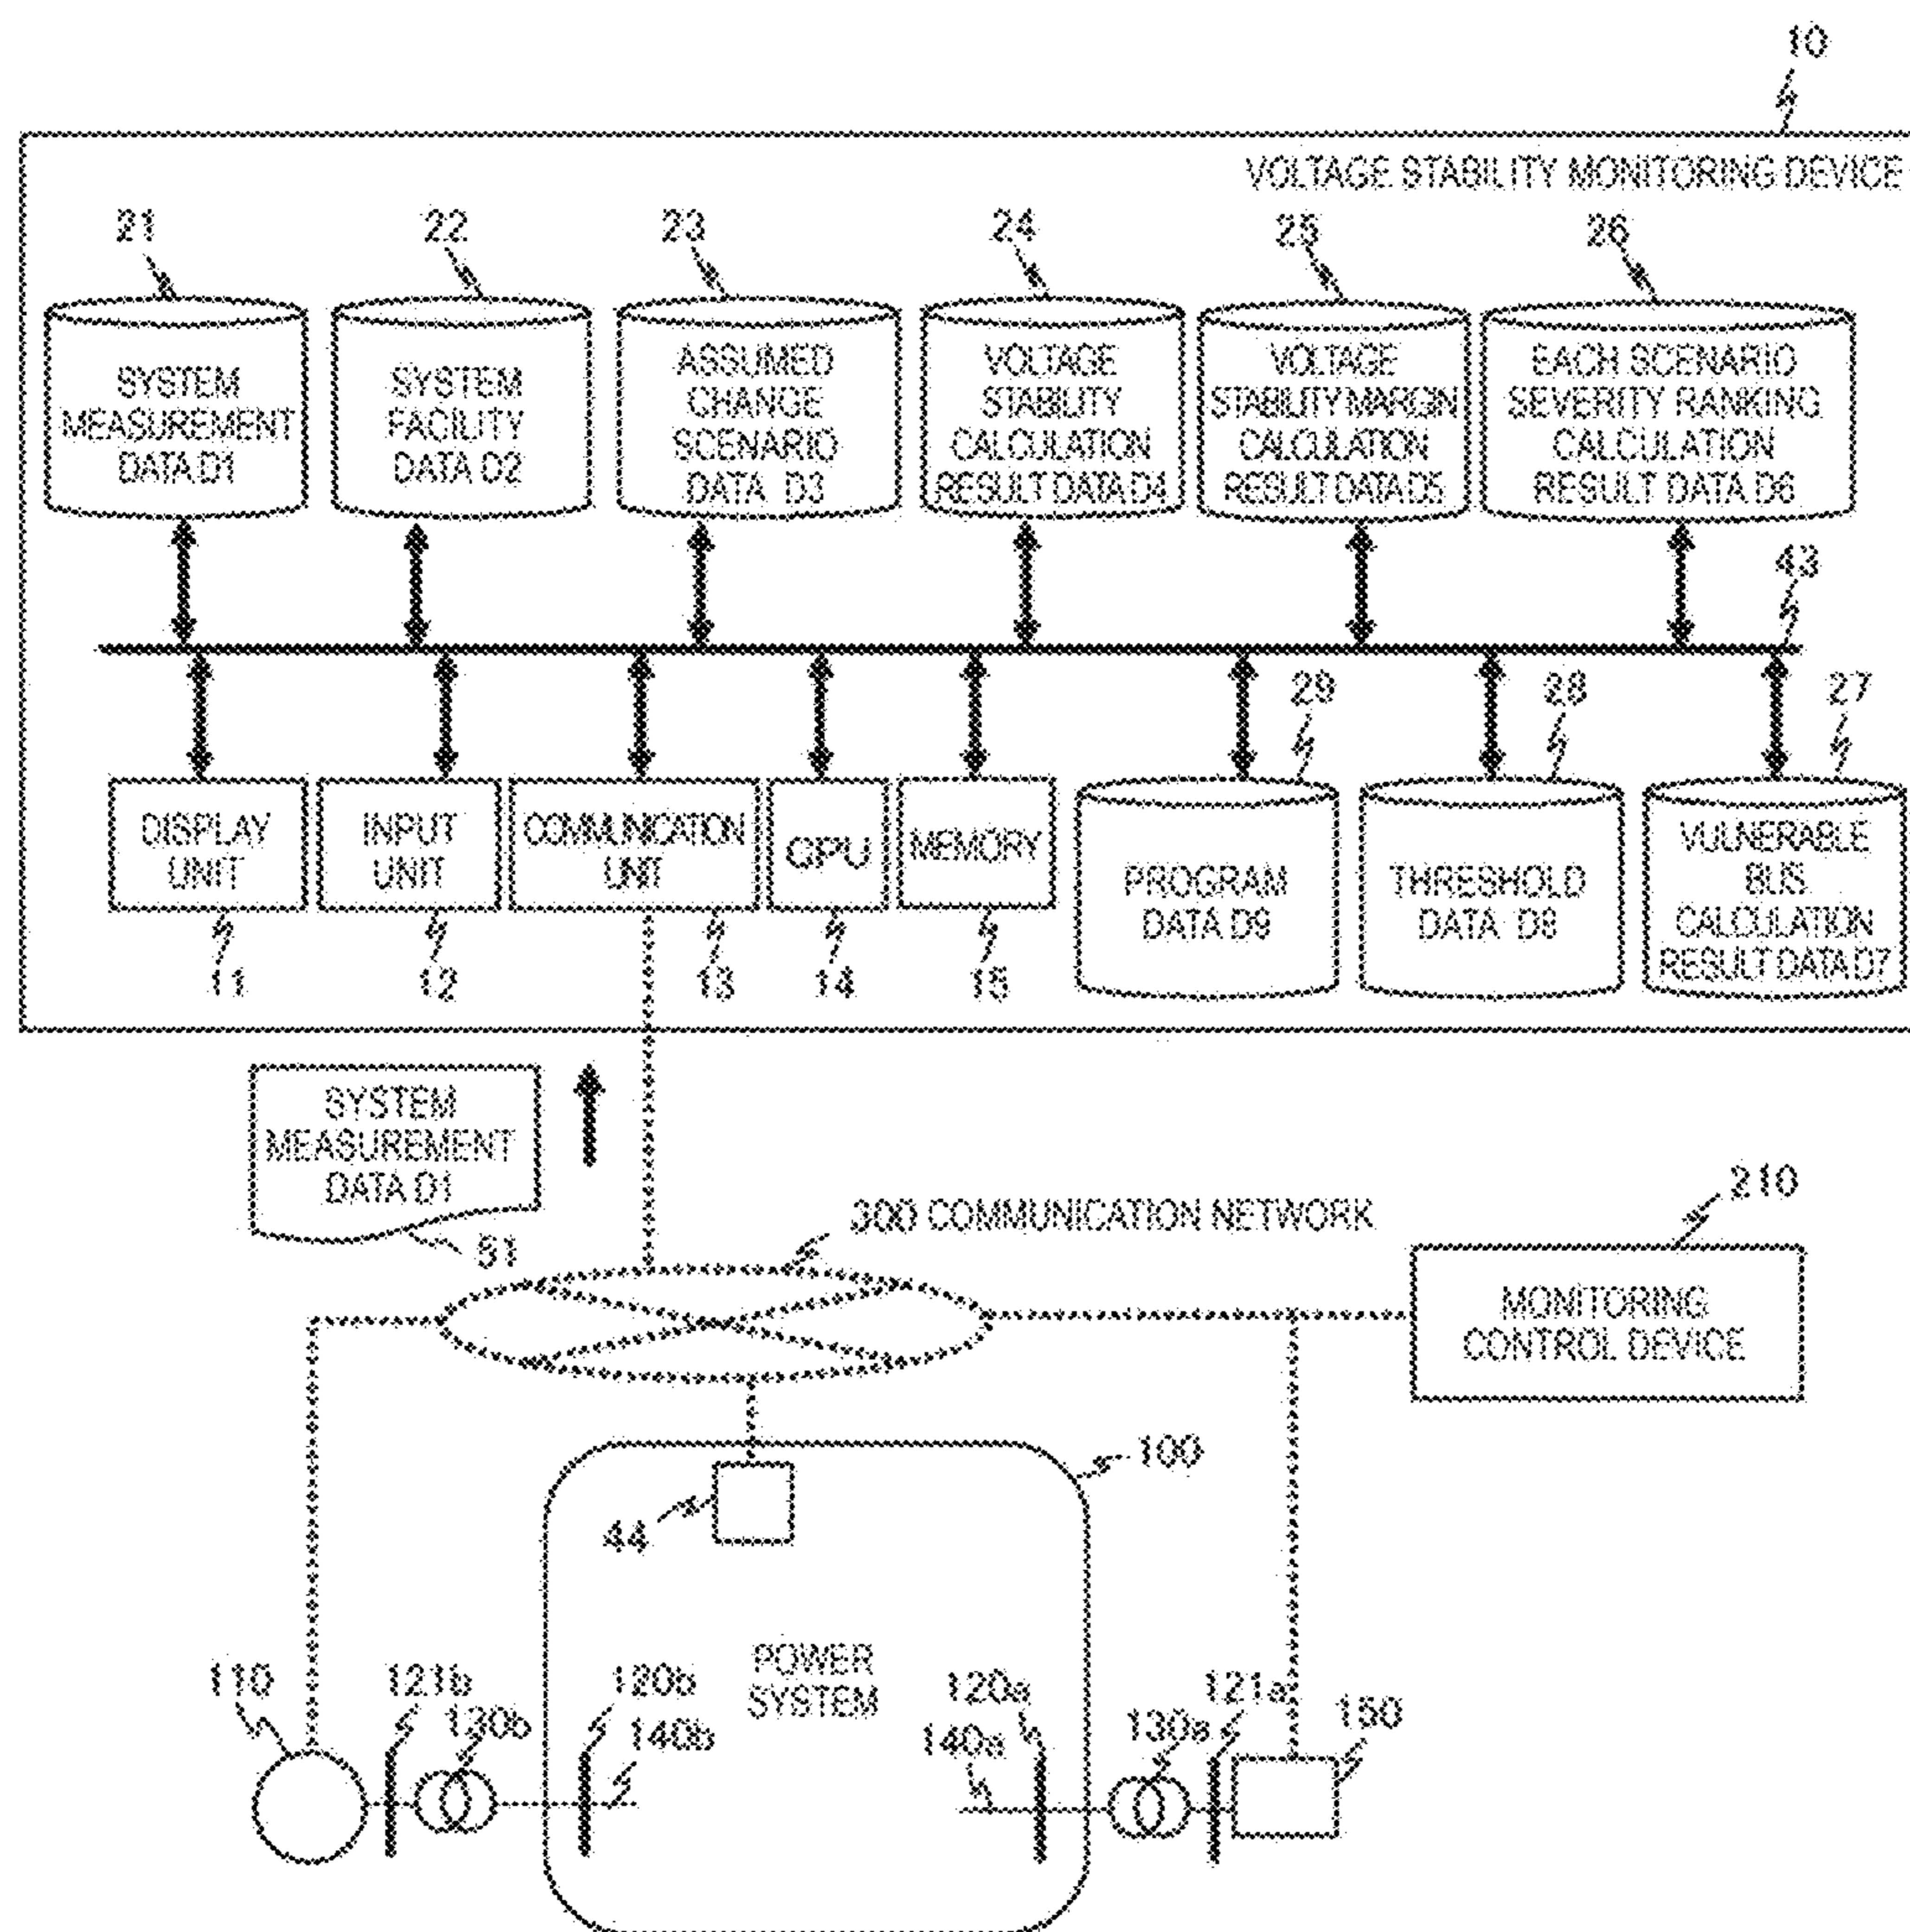 10
VOLTAGE STABILITY MONITORING DEVICE
21
22
23
24
25
26
SYSTEM
MEASUREMENT
DATA D1
SYSTEM
FACILITY
DATA D2
ASSUMED
CHANGE
SCENARIO
DATA D3
VOLTAGE
STABILITY
CALCULATION
RESULT DATA D4
VOLTAGE
STABILITY MARGIN
CALCULATION
RESULT DATA D5
EACH SCENARIO
SEVERITY RANKING
CALCULATION
RESULT DATA D6
43
29
28
27
DISPLAY
UNIT
INPUT
UNIT
COMMUNICATION
UNIT
CPU
MEMORY
PROGRAM
DATA D9
THRESHOLD
DATA D8
VULNERABLE
BUS
CALCULATION
RESULT DATA D7
11
12
13
14
15
SYSTEM
MEASUREMENT
DATA D1
61
300 COMMUNICATION NETWORK
210
MONITORING
CONTROL DEVICE
100
44
POWER
SYSTEM
110
121b
130b
120b
140b
120a
140a
130a
121a
150